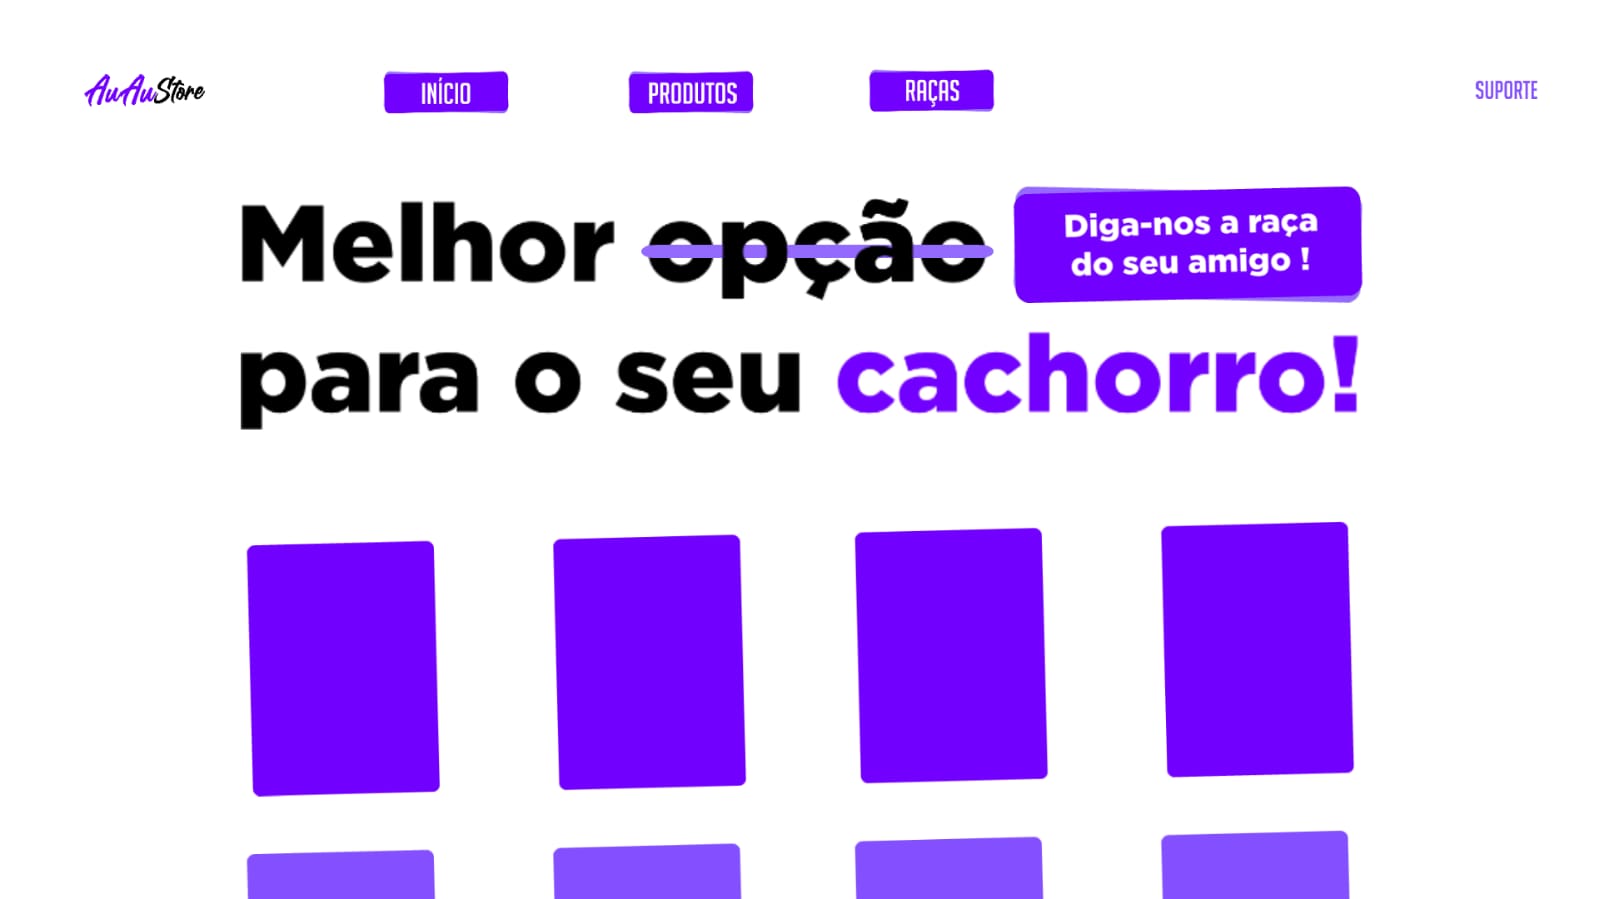 AuAuStore
INÍCIO
PRODUTOS
RAÇAS
SUPORTE
Melhor opção
Diga-nos a raça
do seu amigo !
para o seu cachorro!